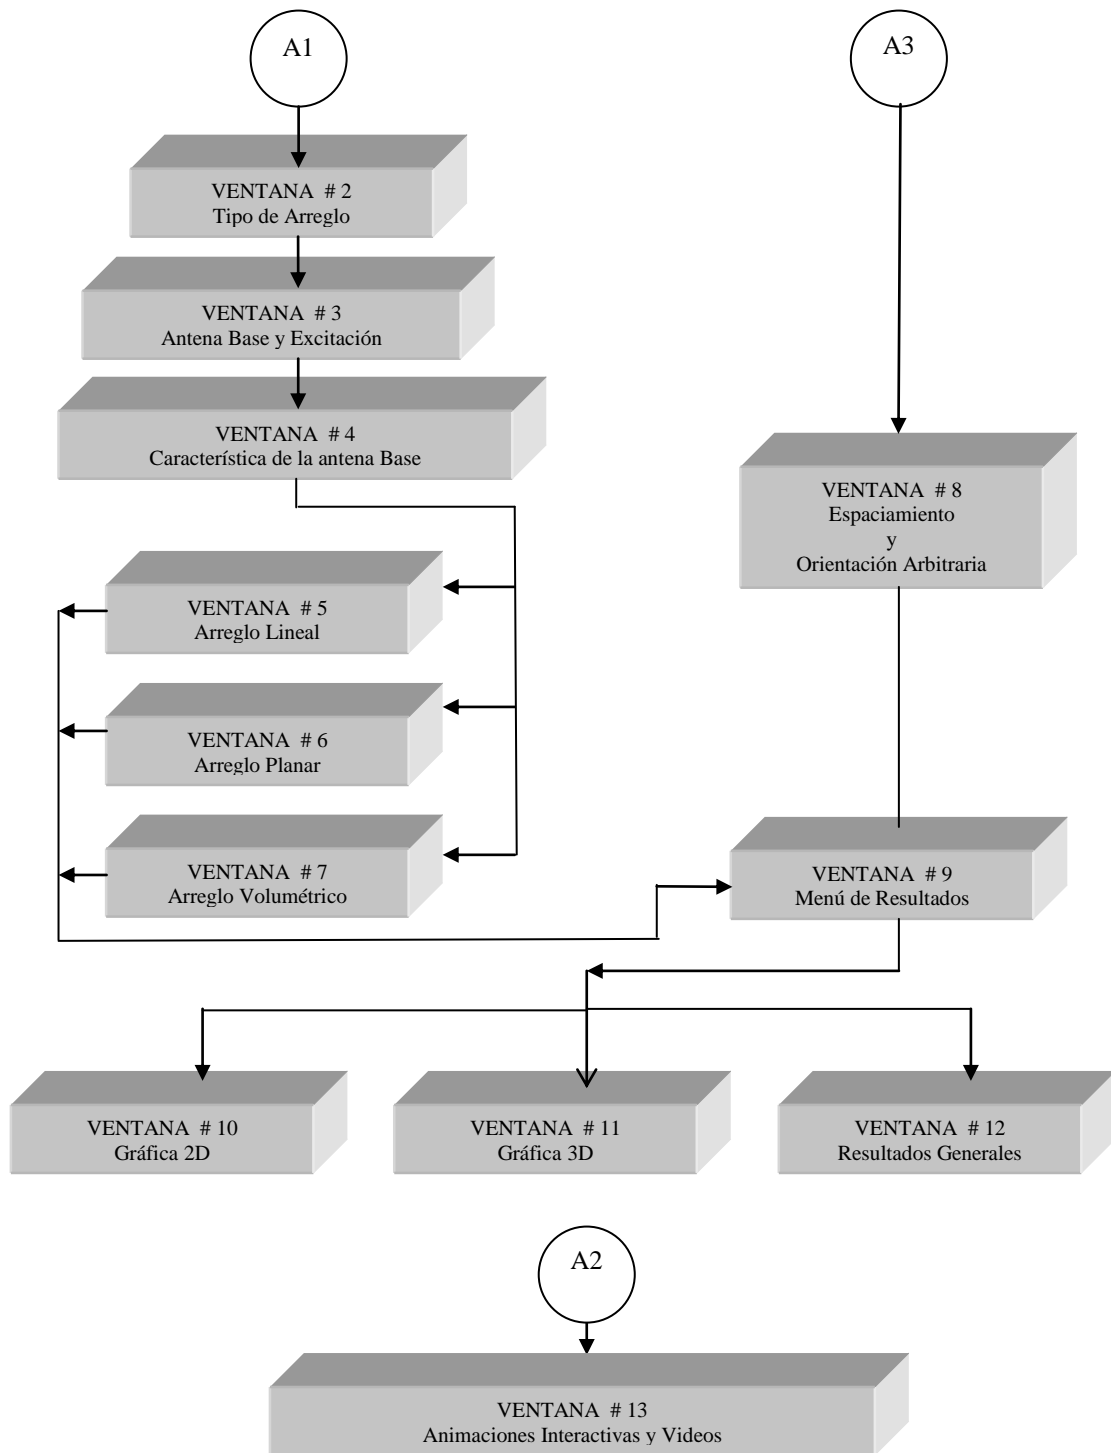 A1
A3
VENTANA # 2
Tipo de Arreglo
VENTANA # 3
Antena Base y Excitación
VENTANA # 4
Característica de la antena Base
VENTANA # 8
Espaciamiento
y
Orientación Arbitraria
VENTANA # 5
Arreglo Lineal
VENTANA # 6
Arreglo Planar
VENTANA # 7
Arreglo Volumétrico
VENTANA # 9
Menú de Resultados
VENTANA # 10
Gráfica 2D
VENTANA # 11
Gráfica 3D
VENTANA # 12
Resultados Generales
A2
VENTANA # 13
Animaciones Interactivas y Videos